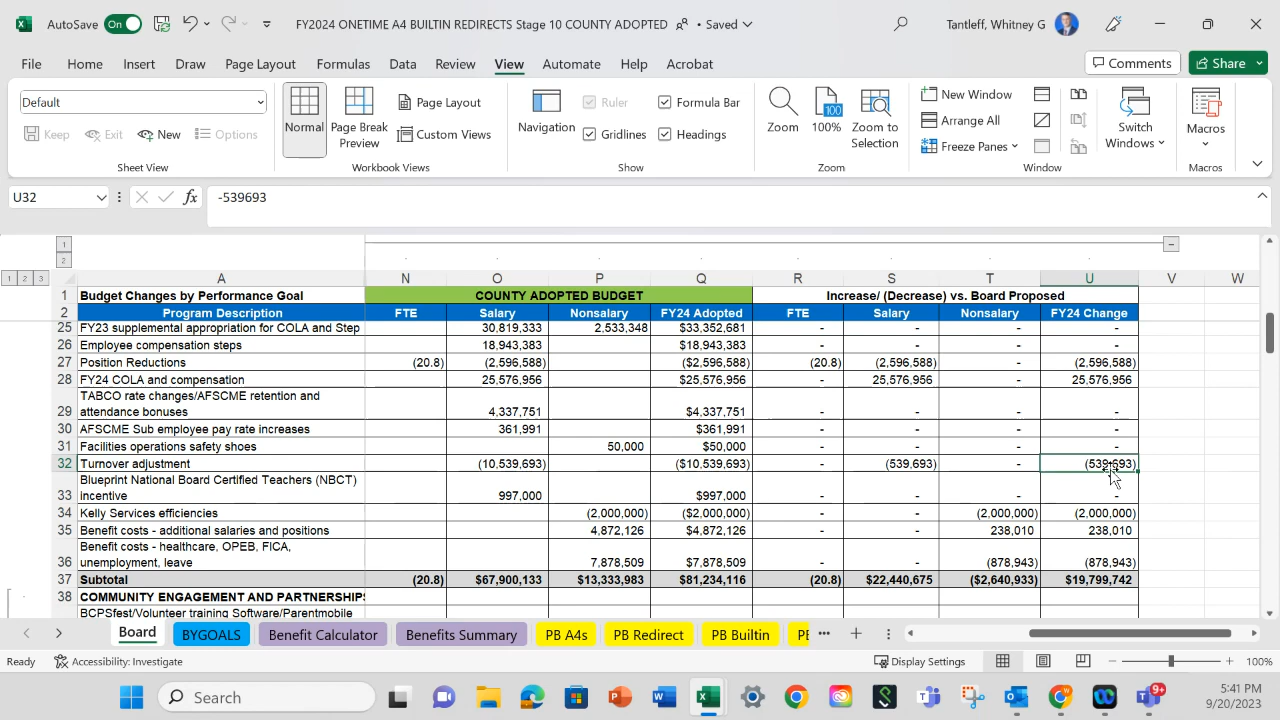 AutoSave On FY2024 ONETIME A4 BUILTIN REDIRECTS Stage 10 COUNTY ADOPTED • Saved Tantleff, Whitney G
File Home Insert Draw Page Layout Formulas Data Review View Automate Help Acrobat Comments Share
Default
Keep Exit New Options
Sheet View
Normal
Page Break Preview
Page Layout
Custom Views
Workbook Views
Navigation
Ruler Formula Bar
Gridlines Headings
Show
Zoom
100%
Zoom to Selection
Zoom
New Window
Arrange All
Freeze Panes
Switch Windows
Window
Macros
Macros
U32 fx -539693
1
2
1 2 3 A N O P Q R S T U V W
1 Budget Changes by Performance Goal COUNTY ADOPTED BUDGET Increase/ (Decrease) vs. Board Proposed
2 Program Description FTE Salary Nonsalary FY24 Adopted FTE Salary Nonsalary FY24 Change
25 FY23 supplemental appropriation for COLA and Step 30,819,333 2,533,348 $33,352,681 - - - -
26 Employee compensation steps 18,943,383 $18,943,383 - - - -
27 Position Reductions (20.8) (2,596,588) ($2,596,588) (20.8) (2,596,588) - (2,596,588)
28 FY24 COLA and compensation 25,576,956 $25,576,956 - 25,576,956 - 25,576,956
TABCO rate changes/AFSCME retention and
29 attendance bonuses 4,337,751 $4,337,751 - - - -
30 AFSCME Sub employee pay rate increases 361,991 $361,991 - - - -
31 Facilities operations safety shoes 50,000 $50,000 - - - -
32 Turnover adjustment (10,539,693) ($10,539,693) - (539,693) - (539,693)
Blueprint National Board Certified Teachers (NBCT)
33 incentive 997,000 $997,000 - - - -
34 Kelly Services efficiencies (2,000,000) ($2,000,000) - - (2,000,000) (2,000,000)
35 Benefit costs - additional salaries and positions 4,872,126 $4,872,126 - - 238,010 238,010
Benefit costs - healthcare, OPEB, FICA,
36 unemployment, leave 7,878,509 $7,878,509 - - (878,943) (878,943)
37 Subtotal (20.8) $67,900,133 $13,333,983 $81,234,116 (20.8) $22,440,675 ($2,640,933) $19,799,742
38 COMMUNITY ENGAGEMENT AND PARTNERSHIPS
BCPSfest/Volunteer training Software/Parentmobile
Board BYGOALS Benefit Calculator Benefits Summary PB A4s PB Redirect PB Builtin PE ...
Ready Accessibility: Investigate Display Settings 100%
Search 9+ 5:41 PM
9/20/2023